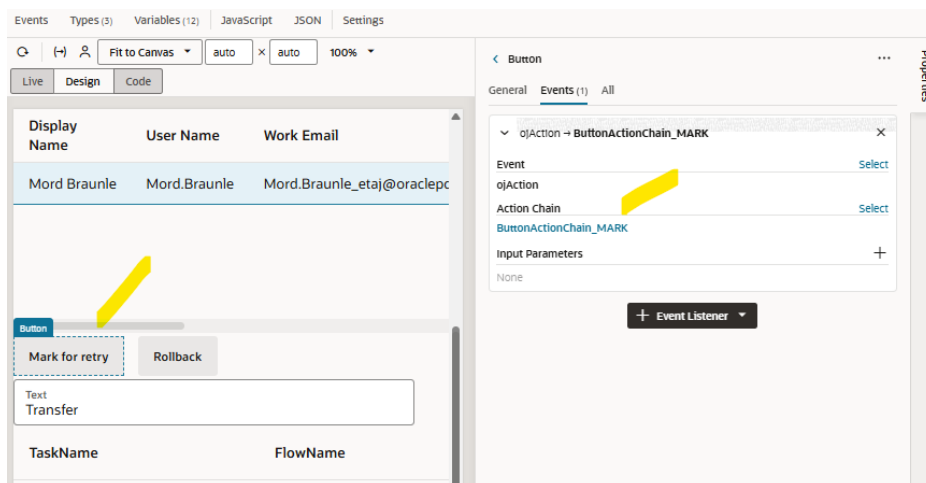 Events Types (3) Variables (12) JavaScript JSON Settings
Fit to Canvas auto × auto 100%
Live Design Code
Display Name User Name Work Email
Mord Braunle Mord.Braunle Mord.Braunle_etaj@oraclepc
Button
Mark for retry Rollback
Text
Transfer
TaskName FlowName
Button
General Events (1) All
ojAction → ButtonActionChain_MARK
Event Select
ojAction
Action Chain Select
ButtonActionChain_MARK
Input Parameters
None
+ Event Listener
Properties